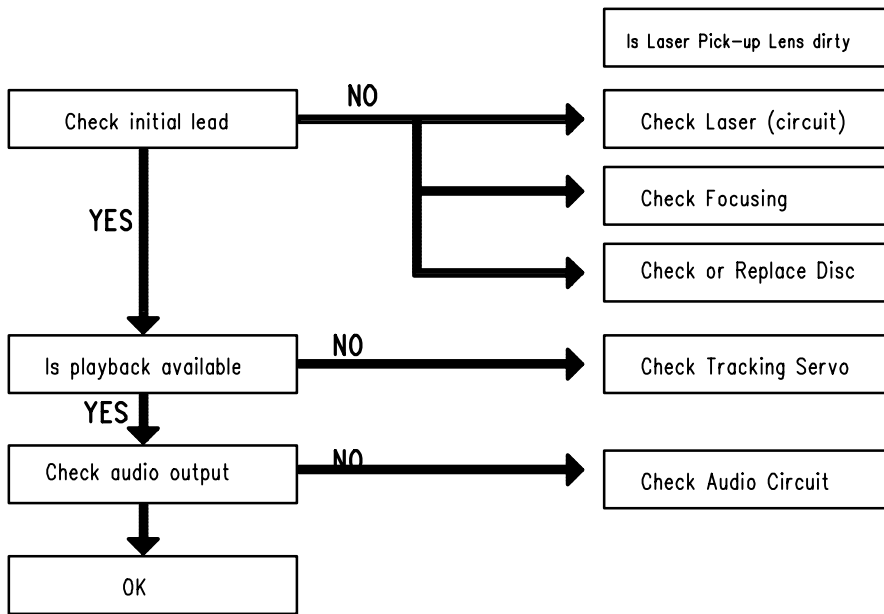 Is Laser Pick-up Lens dirty
NO
Check initial lead
Check Laser (circuit)
Check Focusing
YES
Check or Replace Disc
NO
Is playback available
Check Tracking Servo
YES
NO
Check audio output
Check Audio Circuit
OK